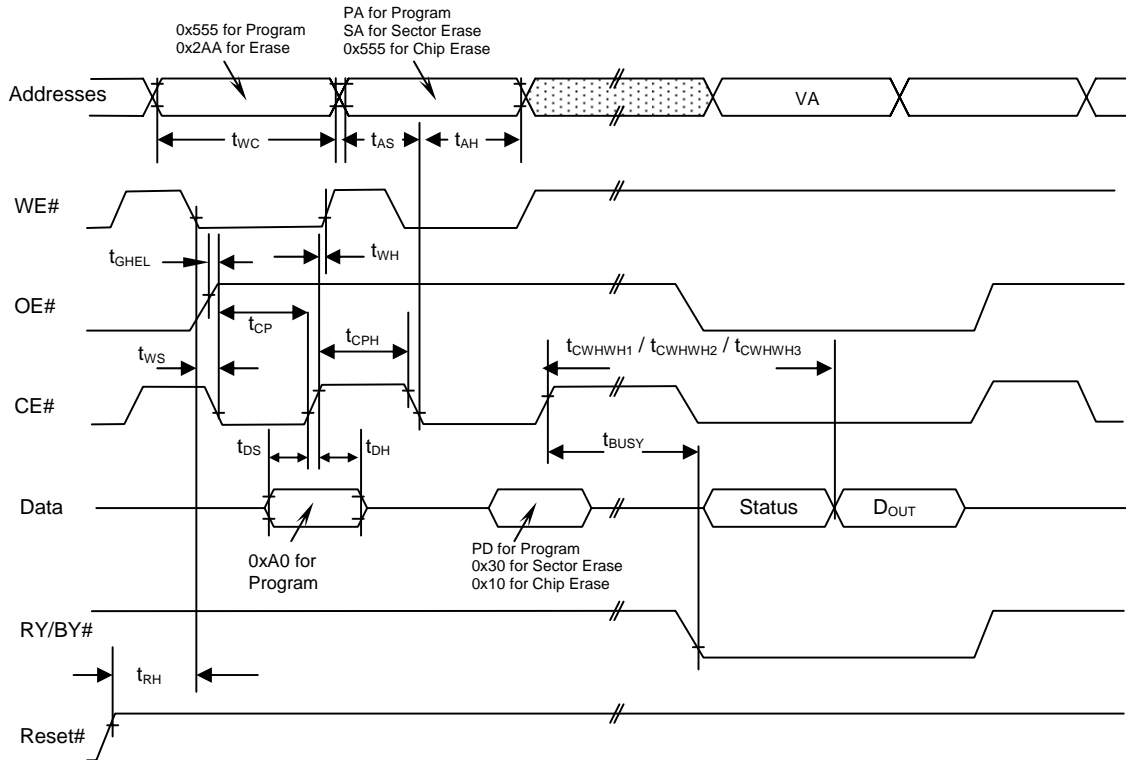 0x555 for Program
0x2AA for Erase
PA for Program
SA for Sector Erase
0x555 for Chip Erase
Addresses
VA
tWC
tAS
tAH
WE#
tGHEL
tWH
OE#
tCP
tCPH
tWS
tCWHWH1 / tCWHWH2 / tCWHWH3
CE#
tDS
tDH
tBUSY
Data
Status
DOUT
0xA0 for
Program
PD for Program
0x30 for Sector Erase
0x10 for Chip Erase
RY/BY#
tRH
Reset#